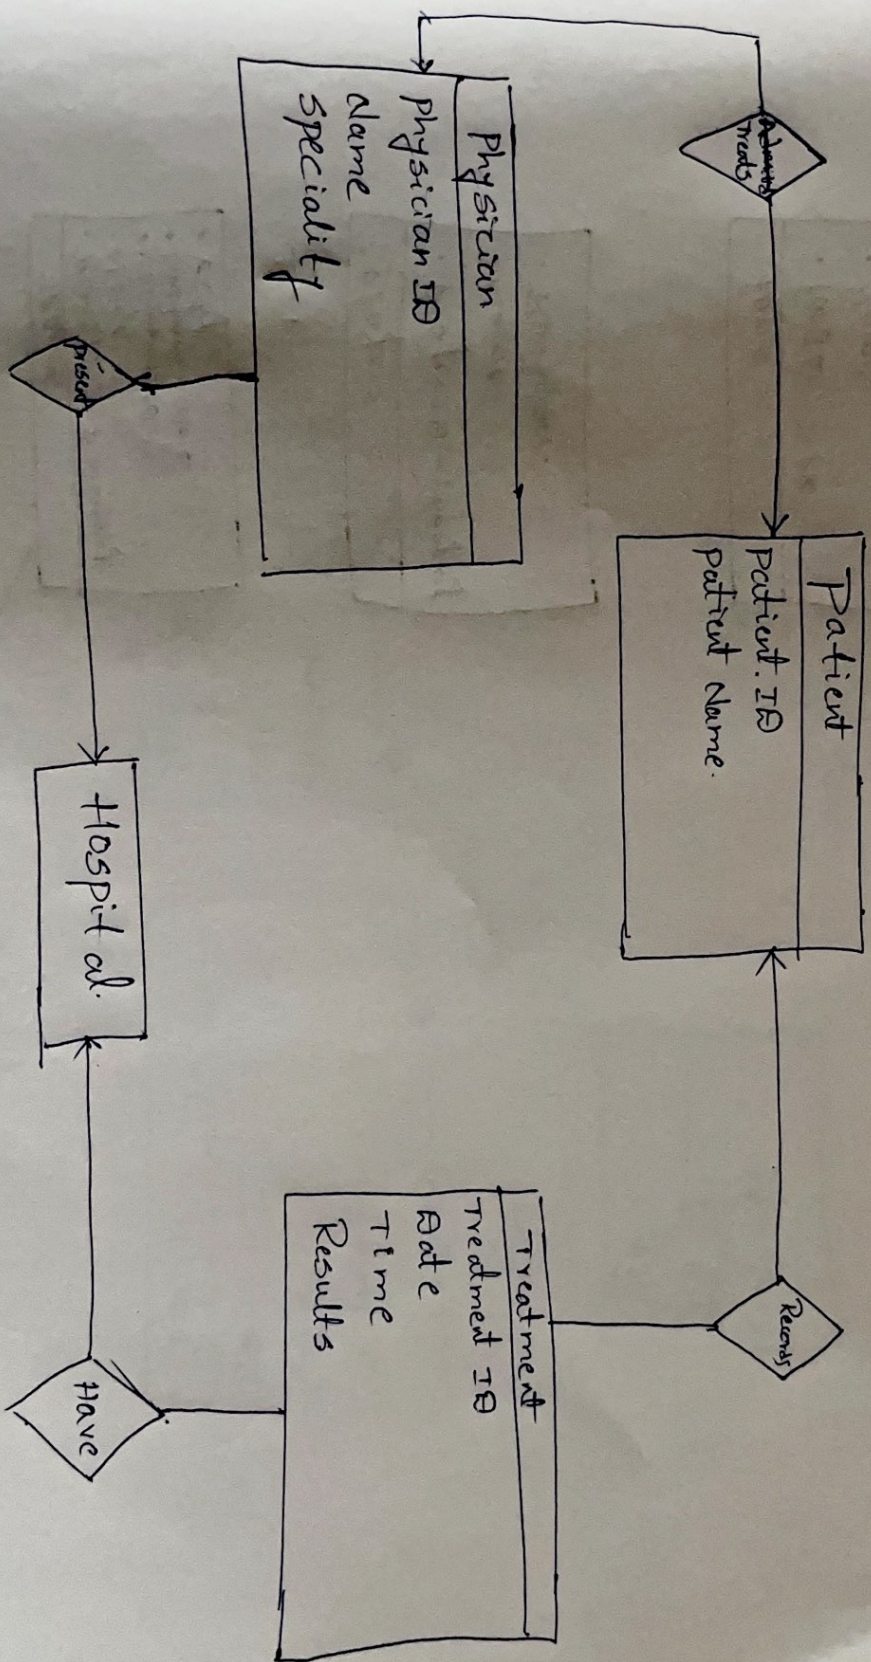 Treats
Patient
Patient. ID
Patient Name.
Records
Physician
Physician ID
Name
Speciality
Treatment
Treatment ID
Date
Time
Results
present
Hospital.
Have